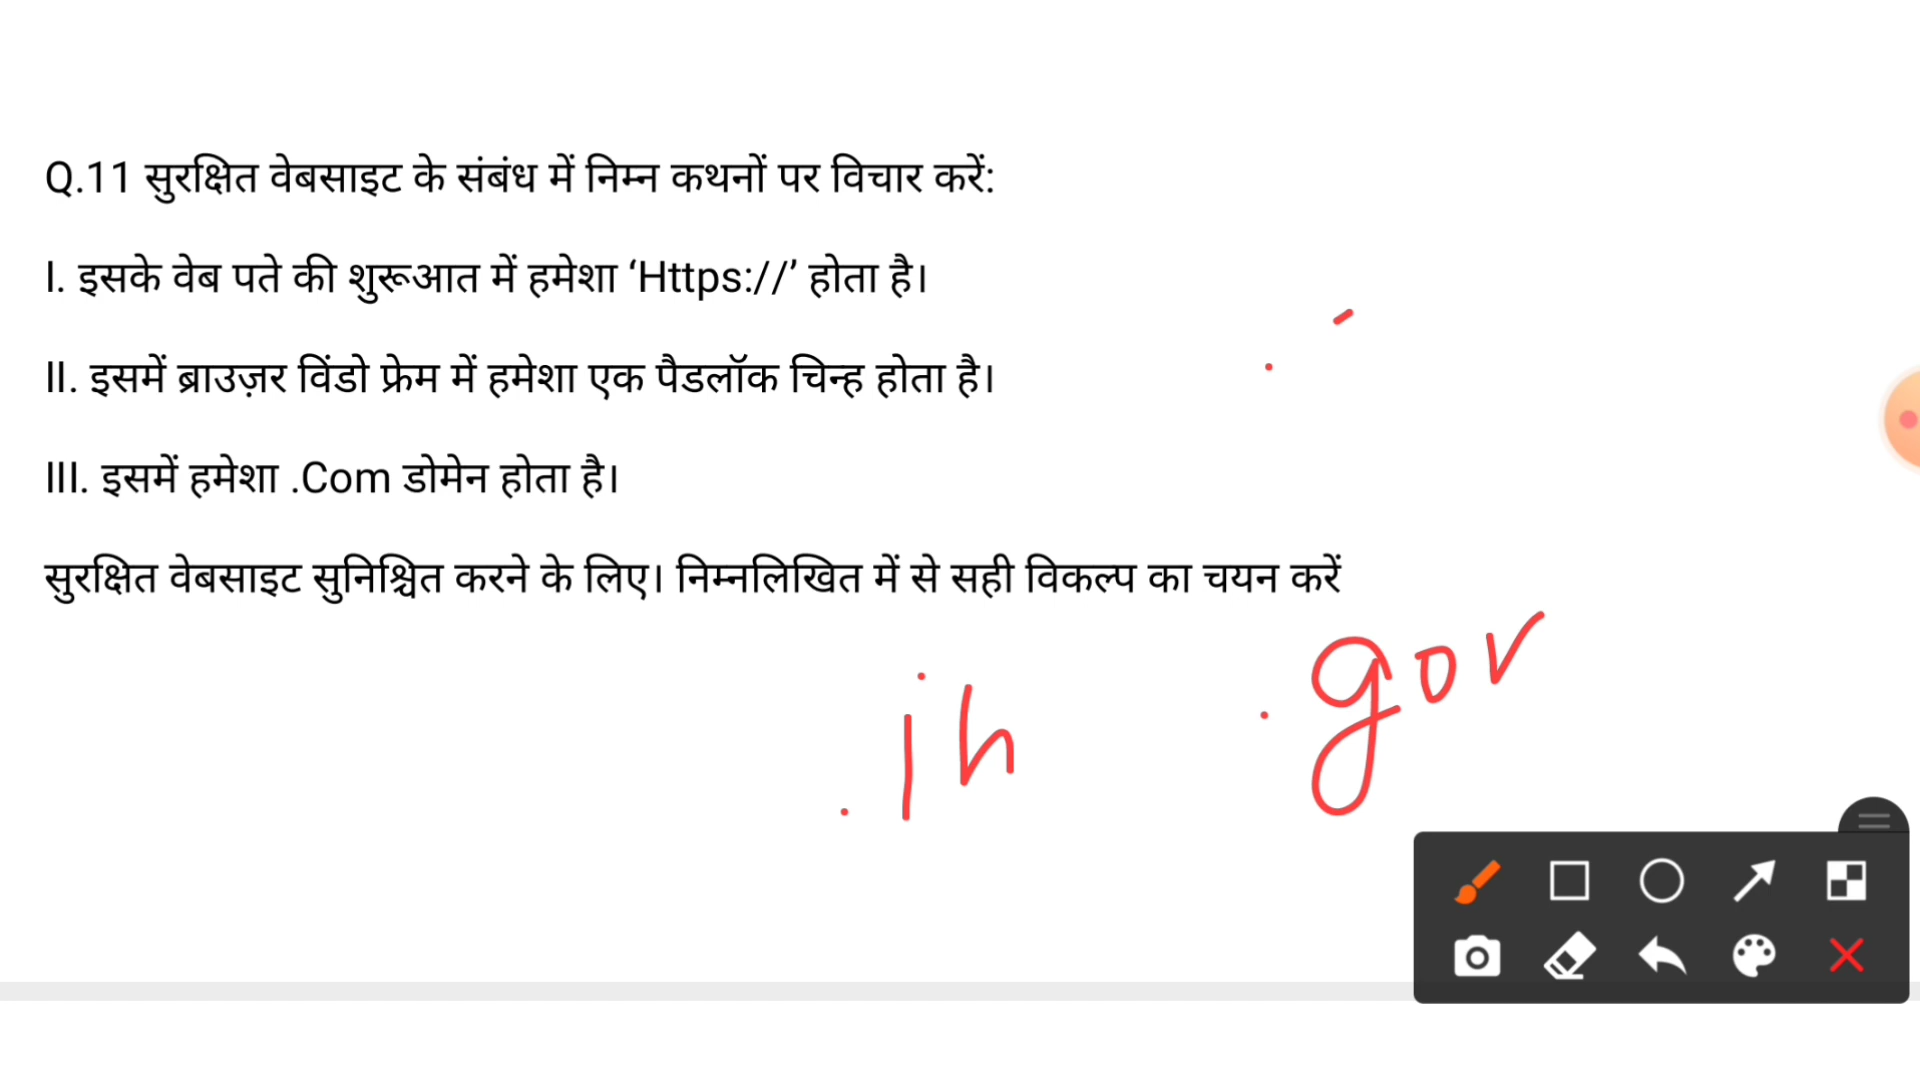 Q.11 सुरक्षित वेबसाइट के संबंध में निम्न कथनों पर विचार करें:
I. इसके वेब पते की शुरूआत में हमेशा ‘Https://’ होता है।
II. इसमें ब्राउज़र विंडो फ्रेम में हमेशा एक पैडलॉक चिन्ह होता है।
III. इसमें हमेशा .Com डोमेन होता है।
सुरक्षित वेबसाइट सुनिश्चित करने के लिए। निम्नलिखित में से सही विकल्प का चयन करें
.in .gov